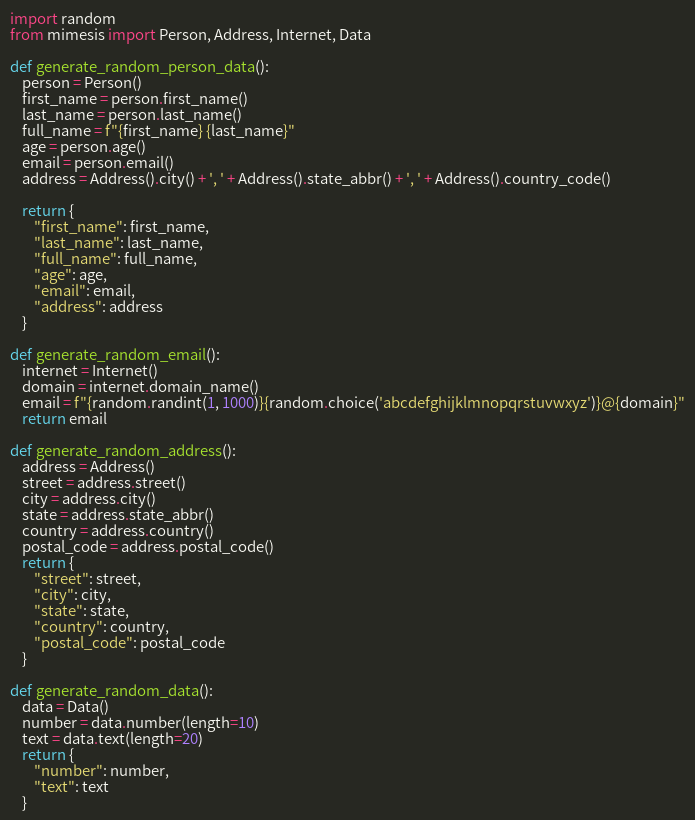 import random
from mimesis import Person, Address, Internet, Data

def generate_random_person_data():
    person = Person()
    first_name = person.first_name()
    last_name = person.last_name()
    full_name = f"{first_name} {last_name}"
    age = person.age()
    email = person.email()
    address = Address().city() + ', ' + Address().state_abbr() + ', ' + Address().country_code()

    return {
        "first_name": first_name,
        "last_name": last_name,
        "full_name": full_name,
        "age": age,
        "email": email,
        "address": address
    }

def generate_random_email():
    internet = Internet()
    domain = internet.domain_name()
    email = f"{random.randint(1, 1000)}{random.choice('abcdefghijklmnopqrstuvwxyz')}@{domain}"
    return email

def generate_random_address():
    address = Address()
    street = address.street()
    city = address.city()
    state = address.state_abbr()
    country = address.country()
    postal_code = address.postal_code()
    return {
        "street": street,
        "city": city,
        "state": state,
        "country": country,
        "postal_code": postal_code
    }

def generate_random_data():
    data = Data()
    number = data.number(length=10)
    text = data.text(length=20)
    return {
        "number": number,
        "text": text
    }